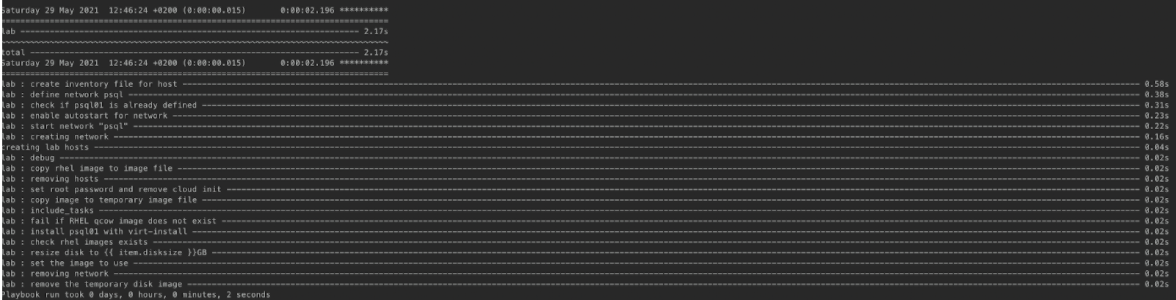 Saturday 29 May 2021  12:46:24 +0200 (0:00:00.015)       0:00:02.196 **********
===============================================================================
lab --------------------------------------------------------------------- 2.17s
~~~~~~~~~~~~~~~~~~~~~~~~~~~~~~~~~~~~~~~~~~~~~~~~~~~~~~~~~~~~~~~~~~~~~~~~~~~~~~~
total ------------------------------------------------------------------- 2.17s
Saturday 29 May 2021  12:46:24 +0200 (0:00:00.015)       0:00:02.196 **********
===============================================================================
lab : create inventory file for host --- 0.58s
lab : define network psql --- 0.38s
lab : check if psql01 is already defined --- 0.31s
lab : enable autostart for network --- 0.23s
lab : start network "psql" --- 0.22s
lab : creating network --- 0.16s
creating lab hosts --- 0.04s
lab : debug --- 0.02s
lab : copy rhel image to image file --- 0.02s
lab : removing hosts --- 0.02s
lab : set root password and remove cloud init --- 0.02s
lab : copy image to temporary image file --- 0.02s
lab : include_tasks --- 0.02s
lab : fail if RHEL qcow image does not exist --- 0.02s
lab : install psql01 with virt-install --- 0.02s
lab : check rhel images exists --- 0.02s
lab : resize disk to {{ item.disksize }}GB --- 0.02s
lab : set the image to use --- 0.02s
lab : removing network --- 0.02s
lab : remove the temporary disk image --- 0.02s
Playbook run took 0 days, 0 hours, 0 minutes, 2 seconds